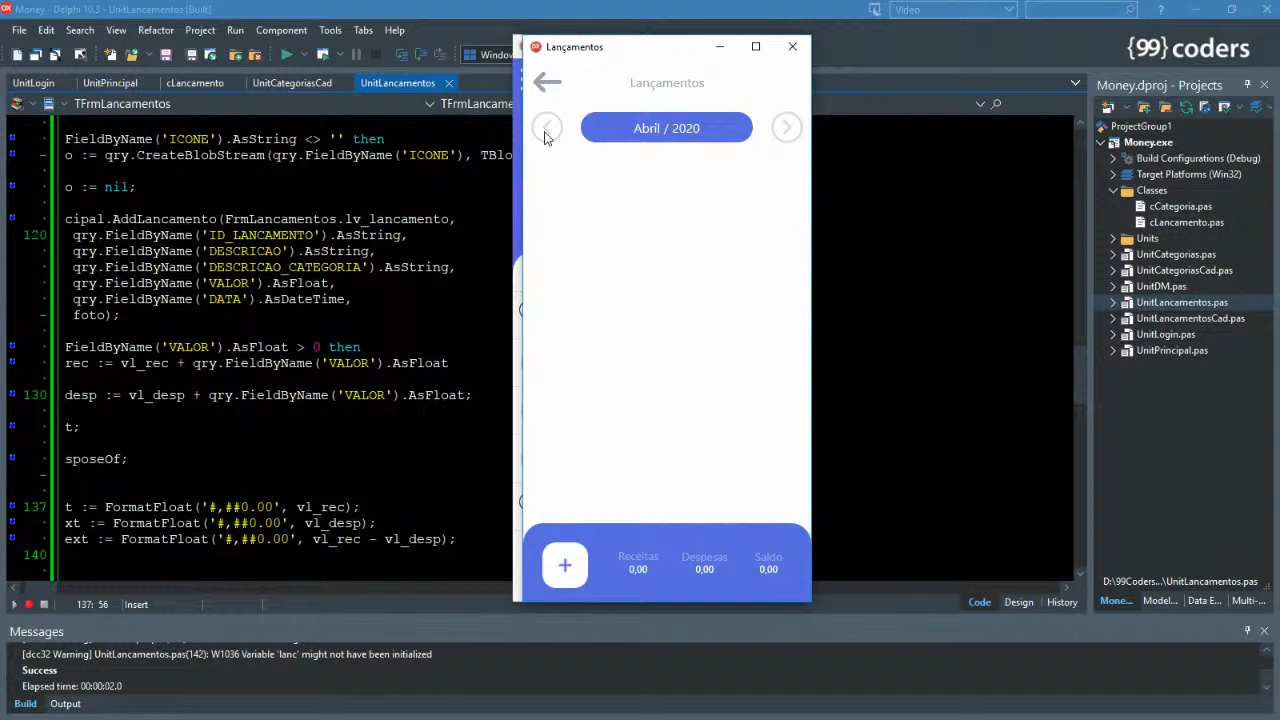 Money - Delphi 10.3 - UnitLancamentos [Built]
Video
File Edit Search View Refactor Project Run Component Tools Tabs Help
Window
{99} coders
UnitLogin UnitPrincipal cLancamento UnitCategoriasCad UnitLancamentos
TFrmLancamentos
TFrmLancame
FieldByName('ICONE').AsString <> '' then
o := qry.CreateBlobStream(qry.FieldByName('ICONE'), TBlo
o := nil;
cipal.AddLancamento(FrmLancamentos.lv_lancamento,
120 qry.FieldByName('ID_LANCAMENTO').AsString,
qry.FieldByName('DESCRICAO').AsString,
qry.FieldByName('DESCRICAO_CATEGORIA').AsString,
qry.FieldByName('VALOR').AsFloat,
qry.FieldByName('DATA').AsDateTime,
foto);
FieldByName('VALOR').AsFloat > 0 then
rec := vl_rec + qry.FieldByName('VALOR').AsFloat
130 desp := vl_desp + qry.FieldByName('VALOR').AsFloat;
t;
sposeOf;
137 t := FormatFloat('#,##0.00', vl_rec);
xt := FormatFloat('#,##0.00', vl_desp);
ext := FormatFloat('#,##0.00', vl_rec - vl_desp);
140
137: 56 Insert
Code Design History
Lançamentos
Lançamentos
Abril / 2020
+
Receitas Despesas Saldo
0,00 0,00 0,00
Money.dproj - Projects
ProjectGroup1
Money.exe
Build Configurations (Debug)
Target Platforms (Win32)
Classes
cCategoria.pas
cLancamento.pas
Units
UnitCategorias.pas
UnitCategoriasCad.pas
UnitDM.pas
UnitLancamentos.pas
UnitLancamentosCad.pas
UnitLogin.pas
UnitPrincipal.pas
D:\99Coders...\UnitLancamentos.pas
Mone... Model... Data E... Multi-...
Messages
[dcc32 Warning] UnitLancamentos.pas(142): W1036 Variable 'lanc' might not have been initialized
Success
Elapsed time: 00:00:02.0
Build Output